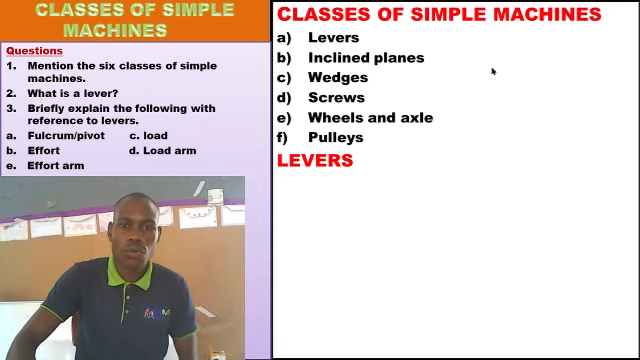 CLASSES OF SIMPLE
MACHINES
Questions
1. Mention the six classes of simple
machines.
2. What is a lever?
3. Briefly explain the following with
reference to levers.
a. Fulcrum/pivot c. load
b. Effort d. Load arm
e. Effort arm
CLASSES OF SIMPLE MACHINES
a) Levers
b) Inclined planes
c) Wedges
d) Screws
e) Wheels and axle
f) Pulleys
LEVERS